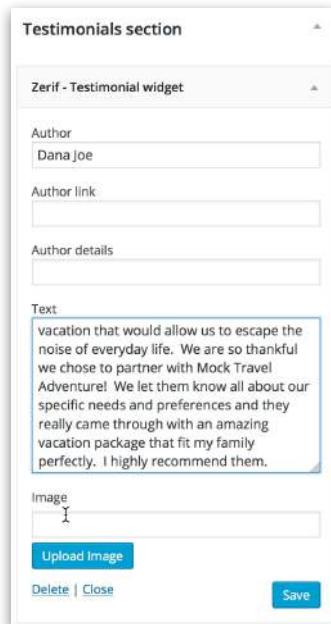 Testimonials section
Zerif - Testimonial widget
Author
Dana Joe
Author link
Author details
Text
vacation that would allow us to escape the
noise of everyday life.  We are so thankful
we chose to partner with Mock Travel
Adventure!  We let them know all about our
specific needs and preferences and they
really came through with an amazing
vacation package that fit my family
perfectly.  I highly recommend them.
Image
Upload Image
Delete | Close
Save